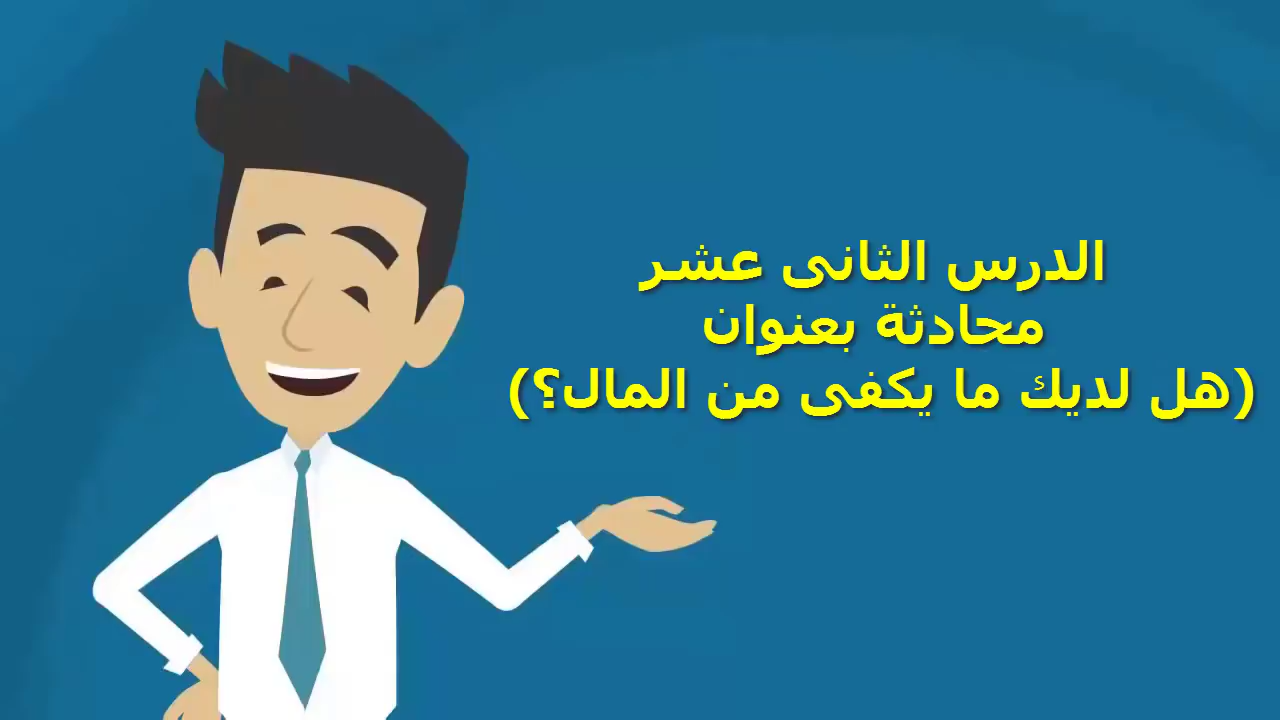 الدرس الثانى عشر
محادثة بعنوان
(هل لديك ما يكفى من المال؟)